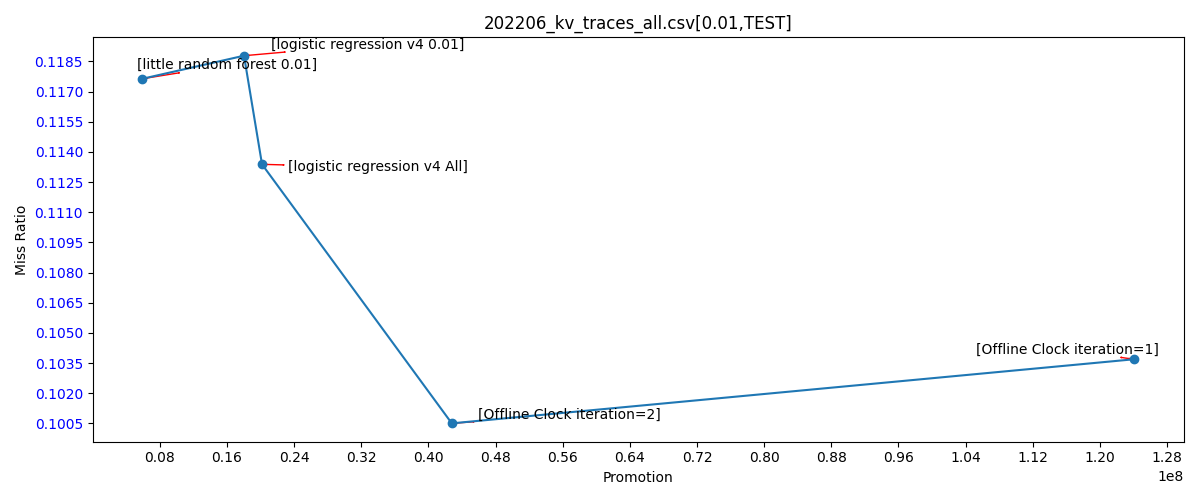 202206_kv_traces_all.csv[0.01,TEST]
[logistic regression v4 0.01]
[little random forest 0.01]
[logistic regression v4 All]
[Offline Clock iteration=1]
[Offline Clock iteration=2]
Miss Ratio
0.1185
0.1170
0.1155
0.1140
0.1125
0.1110
0.1095
0.1080
0.1065
0.1050
0.1035
0.1020
0.1005
0.08 0.16 0.24 0.32 0.40 0.48 0.56 0.64 0.72 0.80 0.88 0.96 1.04 1.12 1.20 1.28
1e8
Promotion